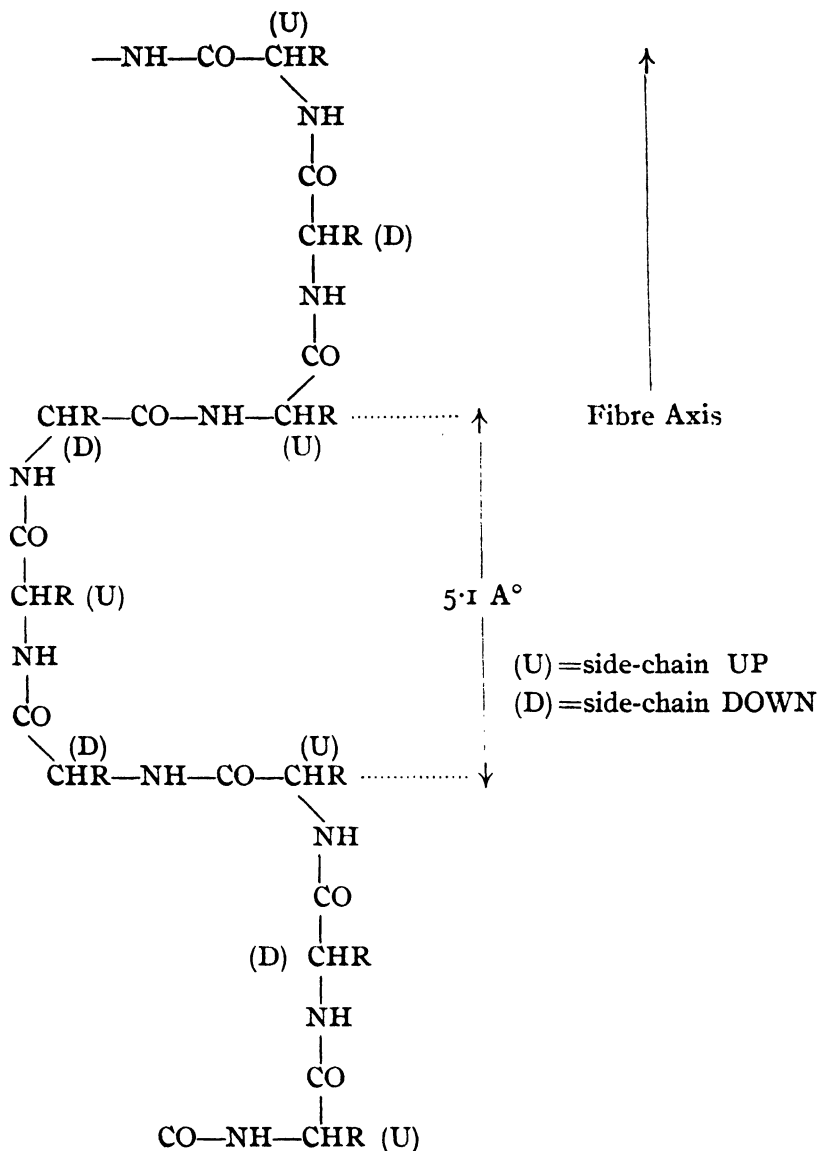 (U)
—NH—CO—CHR
NH
CO
CHR (D)
NH
CO
CHR—CO—NH—CHR
(D)
(U)
Fibre Axis
NH
CO
CHR (U)
5·1 A°
NH
(U)=side-chain UP
CO
(D)=side-chain DOWN
(D)
(U)
CHR—NH—CO—CHR
NH
CO
(D) CHR
NH
CO
CO—NH—CHR (U)